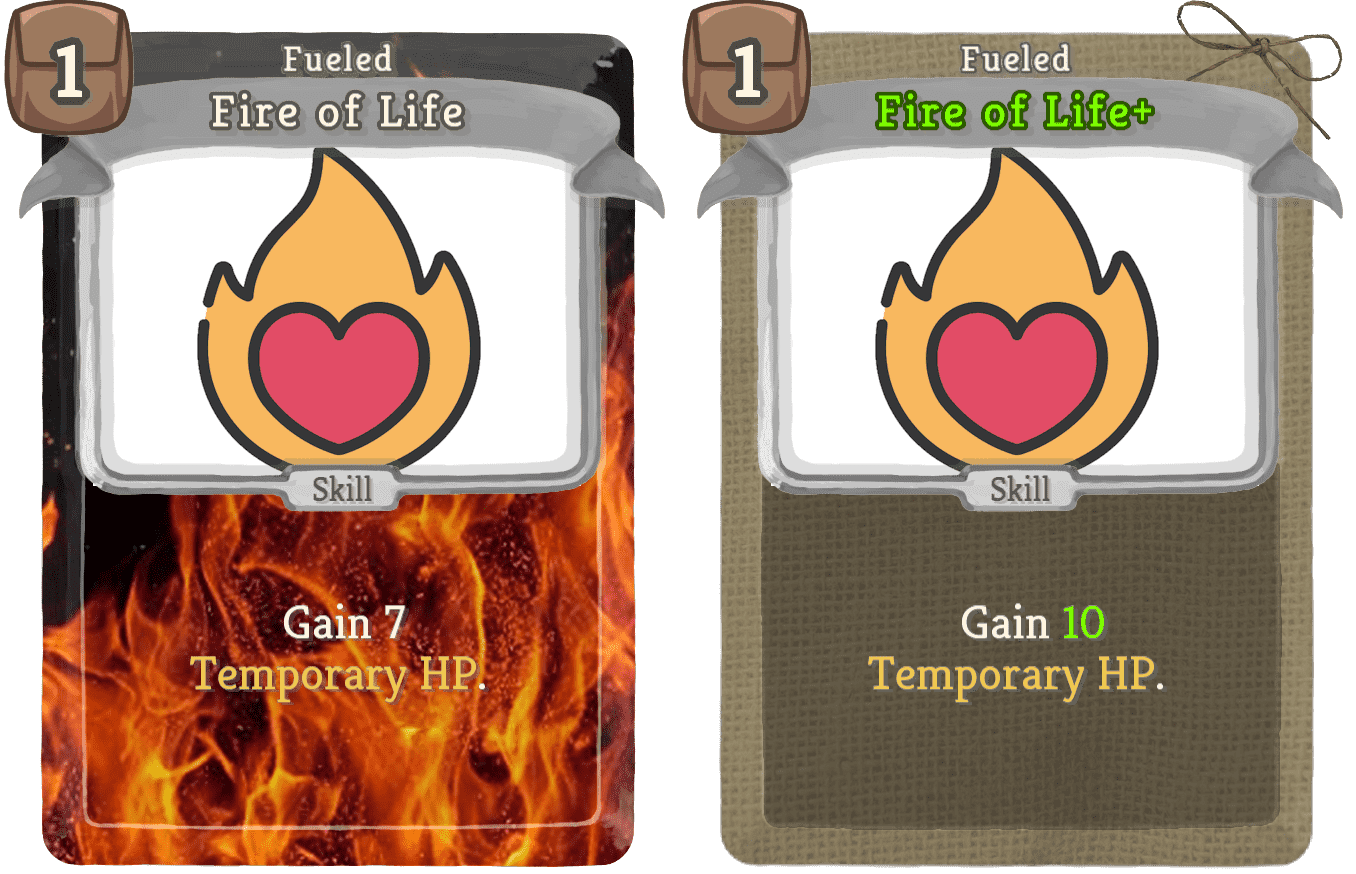 1
Fueled
Fire of Life
Skill
Gain 7
Temporary HP.
1
Fueled
Fire of Life+
Skill
Gain 10
Temporary HP.